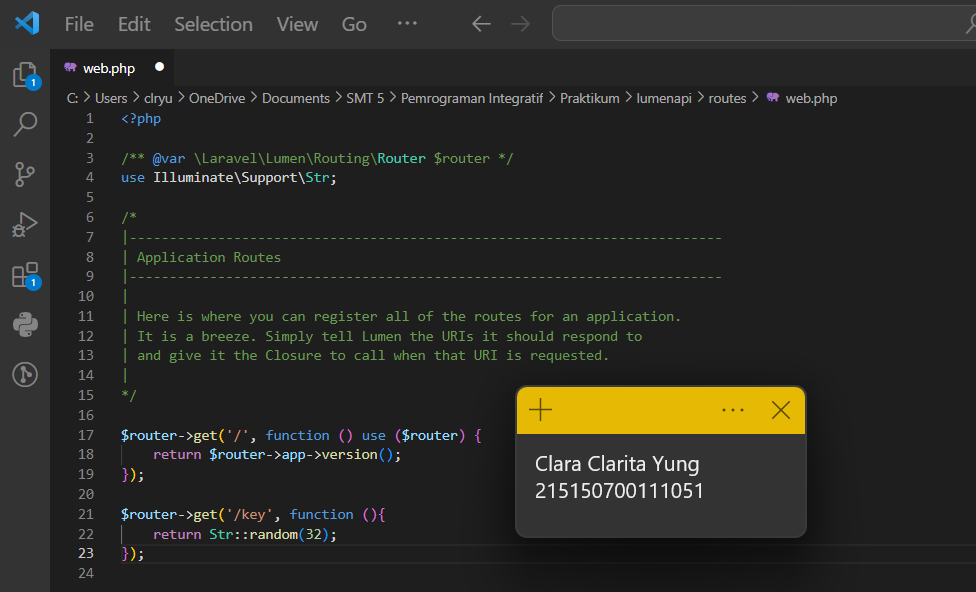 File Edit Selection View Go ...
web.php
C: > Users > clryu > OneDrive > Documents > SMT 5 > Pemrograman Integratif > Praktikum > lumenapi > routes > web.php
1
1
1 <?php
2
3 /** @var \Laravel\Lumen\Routing\Router $router */
4 use Illuminate\Support\Str;
5
6 /*
7 |--------------------------------------------------------------------------
8 | Application Routes
9 |--------------------------------------------------------------------------
10 |
11 | Here is where you can register all of the routes for an application.
12 | It is a breeze. Simply tell Lumen the URIs it should respond to
13 | and give it the Closure to call when that URI is requested.
14 |
15 */
16
17 $router->get('/', function () use ($router) {
18     return $router->app->version();
19 });
20
21 $router->get('/key', function (){
22     return Str::random(32);
23 });
24
Clara Clarita Yung
215150700111051